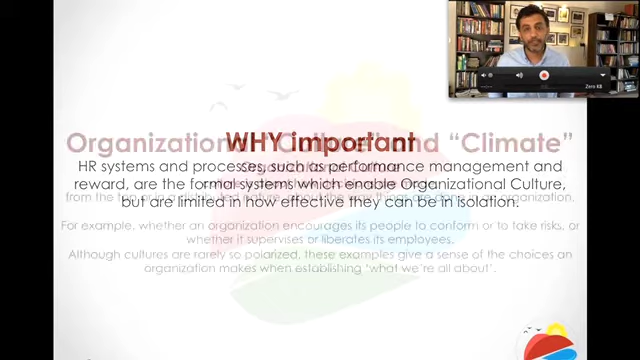 WHY important
Organizational "Culture" and "Climate"
HR systems and processes, such as performance management and
reward, are the formal systems which enable Organizational Culture,
but are limited in how effective they can be in isolation.
For example, whether an organization encourages its people to conform or to take risks, or
whether it supervises or liberates its employees.
Although cultures are rarely so polarized, these examples give a sense of the choices an
organization makes when establishing 'what we're all about'.
Zero KB